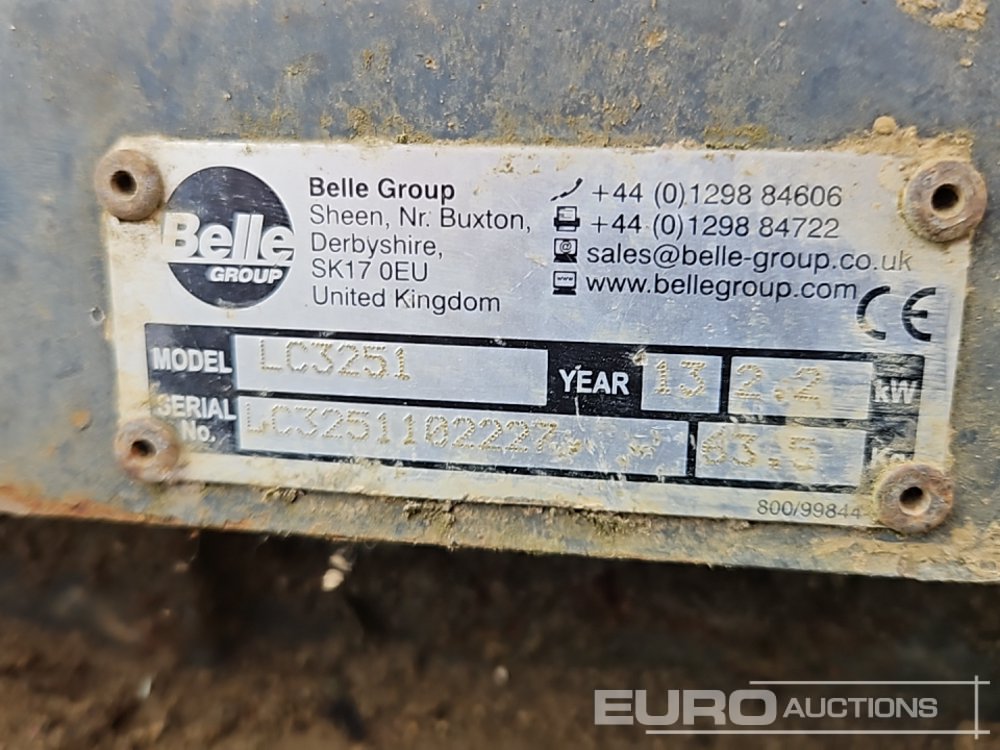 Belle
GROUP
Belle Group
Sheen, Nr. Buxton,
Derbyshire,
SK17 0EU
United Kingdom
+44 (0)1298 84606
+44 (0)1298 84722
sales@belle-group.co.uk
www.bellegroup.com
CE
MODEL LC3251 YEAR '13 2.2 kW
SERIAL No. LC3251102227 63.5
800/99844
EURO AUCTIONS